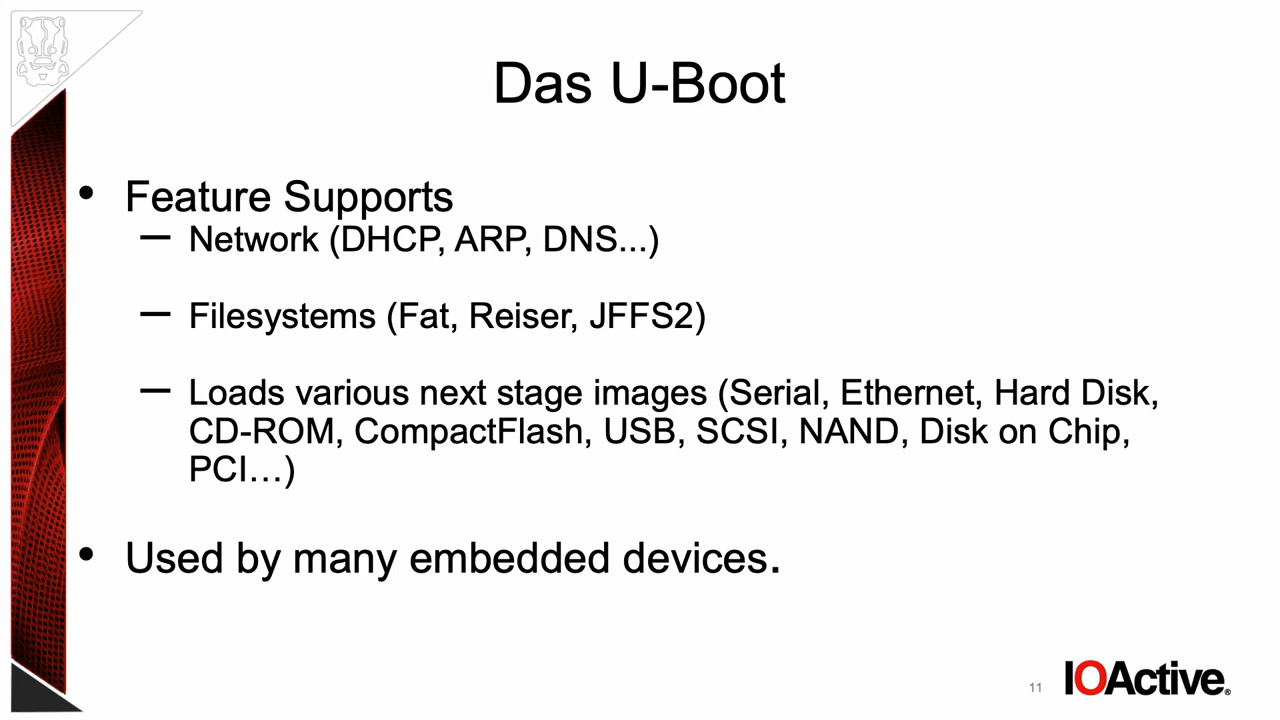 Das U-Boot
• Feature Supports
– Network (DHCP, ARP, DNS...)
– Filesystems (Fat, Reiser, JFFS2)
– Loads various next stage images (Serial, Ethernet, Hard Disk,
CD-ROM, CompactFlash, USB, SCSI, NAND, Disk on Chip,
PCI…)
• Used by many embedded devices.
11
IOActive®